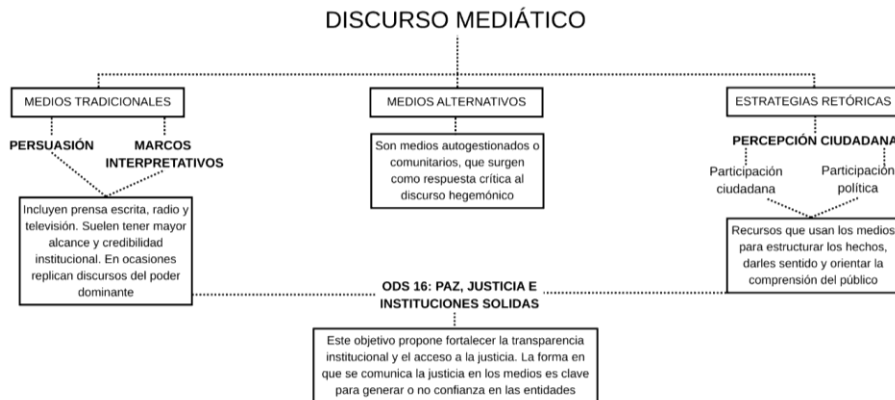 DISCURSO MEDIÁTICO
MEDIOS TRADICIONALES
MEDIOS ALTERNATIVOS
ESTRATEGIAS RETÓRICAS
PERSUASIÓN
MARCOS
INTERPRETATIVOS
Son medios autogestionados o
comunitarios, que surgen
como respuesta crítica al
discurso hegemónico
PERCEPCIÓN CIUDADANA
Participación
ciudadana
Participación
política
Incluyen prensa escrita, radio y
televisión. Suelen tener mayor
alcance y credibilidad
institucional. En ocasiones
replican discursos del poder
dominante
Recursos que usan los medios
para estructurar los hechos,
darles sentido y orientar la
comprensión del público
ODS 16: PAZ, JUSTICIA E
INSTITUCIONES SOLIDAS
Este objetivo propone fortalecer la transparencia
institucional y el acceso a la justicia. La forma en
que se comunica la justicia en los medios es clave
para generar o no confianza en las entidades